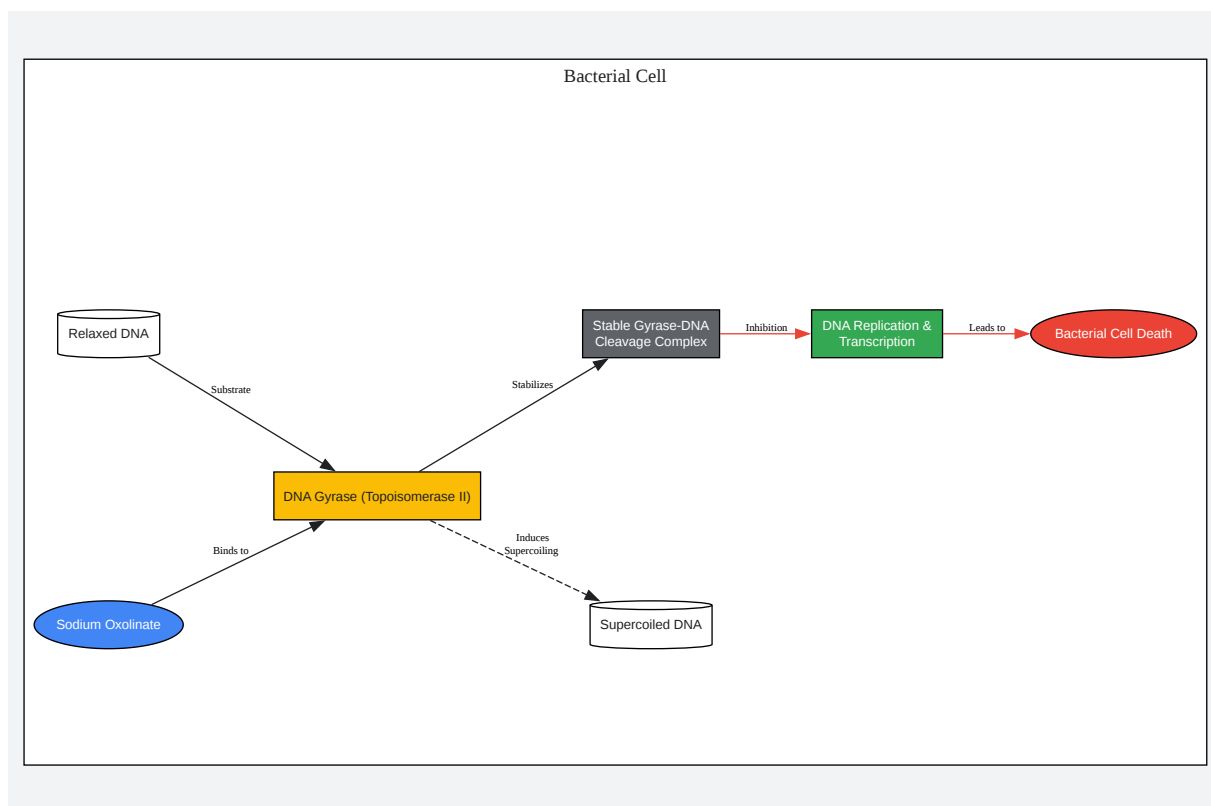 Bacterial Cell
Relaxed DNA
Stable Gyrase-DNA
Cleavage Complex
Inhibition
DNA Replication &
Transcription
Leads to
Bacterial Cell Death
Substrate
Stabilizes
DNA Gyrase (Topoisomerase II)
Binds to
Induces
Supercoiling
Sodium Oxolinate
Supercoiled DNA